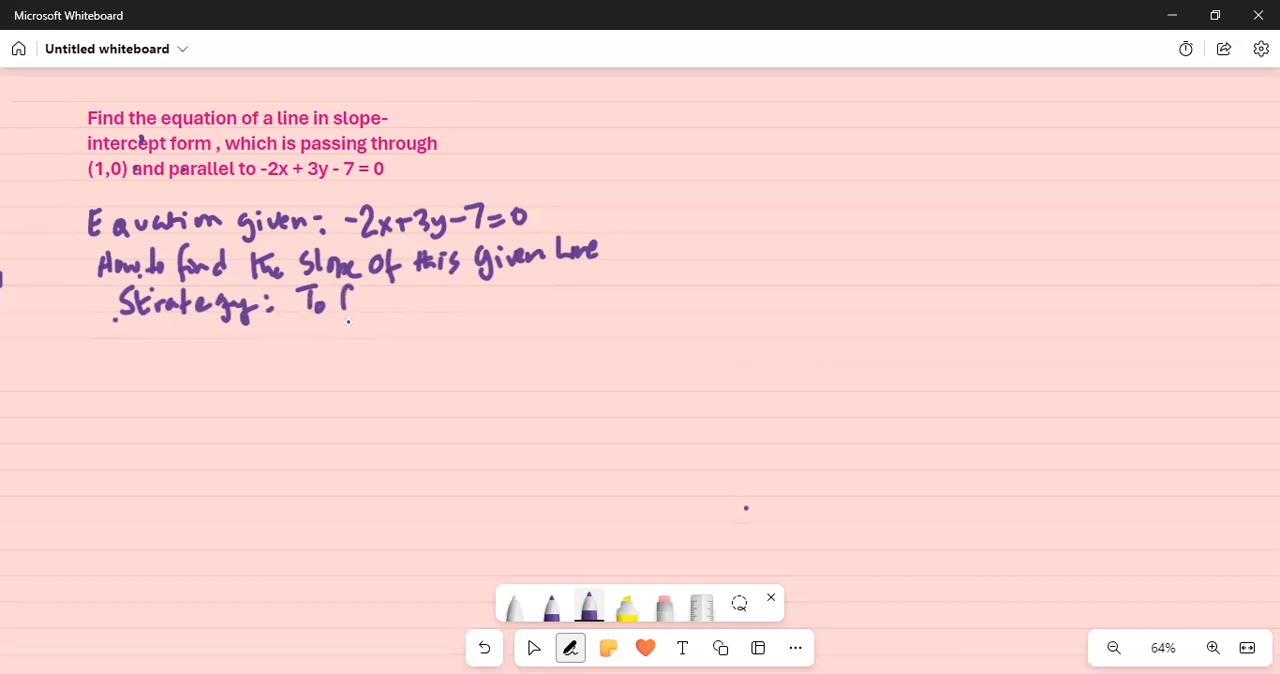 Microsoft Whiteboard
Untitled whiteboard
Find the equation of a line in slope-
intercept form , which is passing through
(1,0) and parallel to -2x + 3y - 7 = 0
Equation given: -2x+3y-7=0
How to find the slope of this given line
Strategy: To
64%